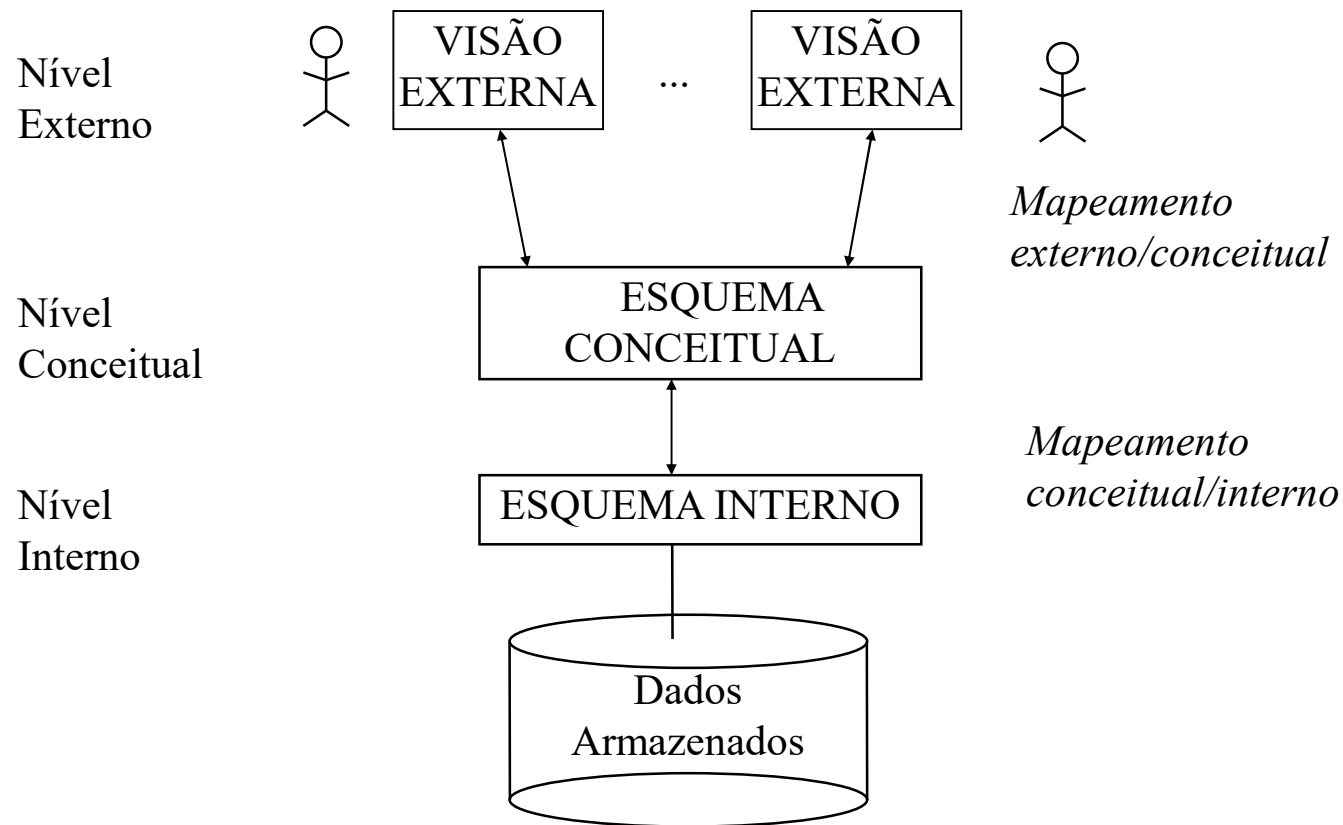 Nível
Externo
VISÃO
EXTERNA
...
VISÃO
EXTERNA
Mapeamento
externo/conceitual
Nível
Conceitual
ESQUEMA
CONCEITUAL
Mapeamento
conceitual/interno
Nível
Interno
ESQUEMA INTERNO
Dados
Armazenados